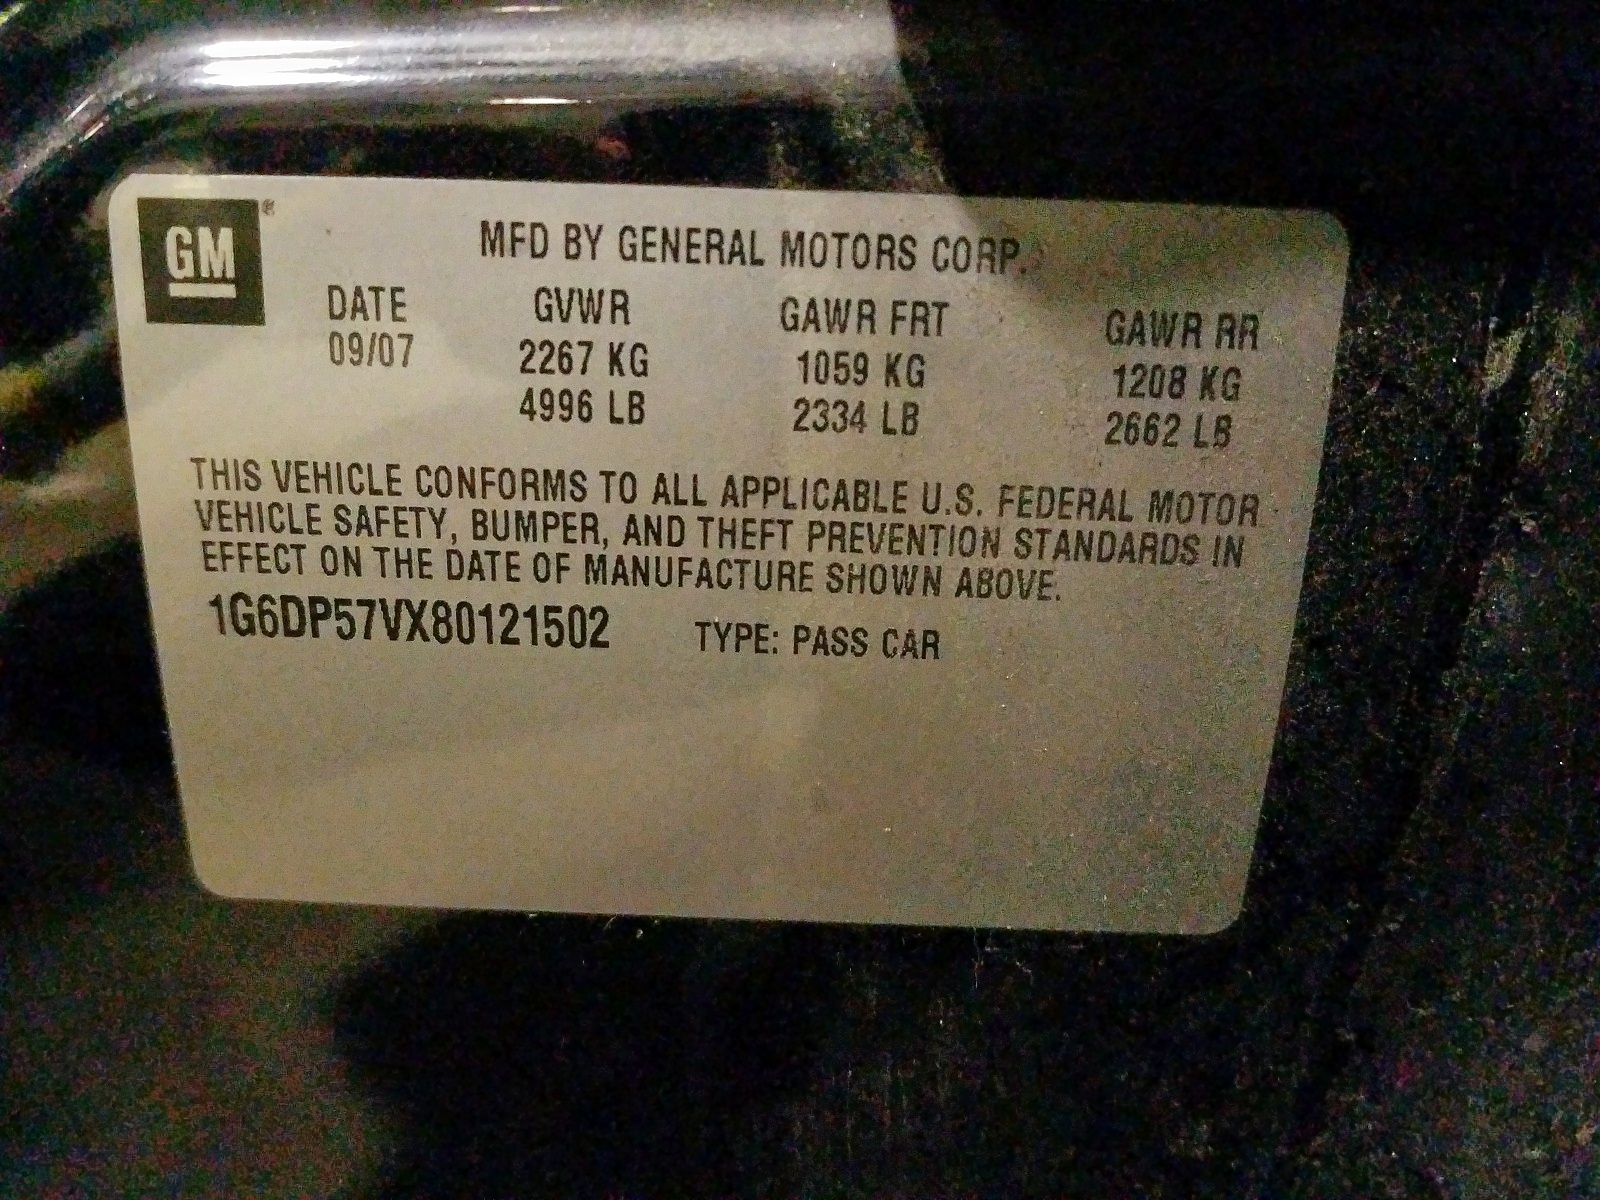 GM®
MFD BY GENERAL MOTORS CORP.
DATE GVWR GAWR FRT GAWR RR
09/07 2267 KG 1059 KG 1208 KG
4996 LB 2334 LB 2662 LB
THIS VEHICLE CONFORMS TO ALL APPLICABLE U.S. FEDERAL MOTOR
VEHICLE SAFETY, BUMPER, AND THEFT PREVENTION STANDARDS IN
EFFECT ON THE DATE OF MANUFACTURE SHOWN ABOVE.
1G6DP57VX80121502 TYPE: PASS CAR